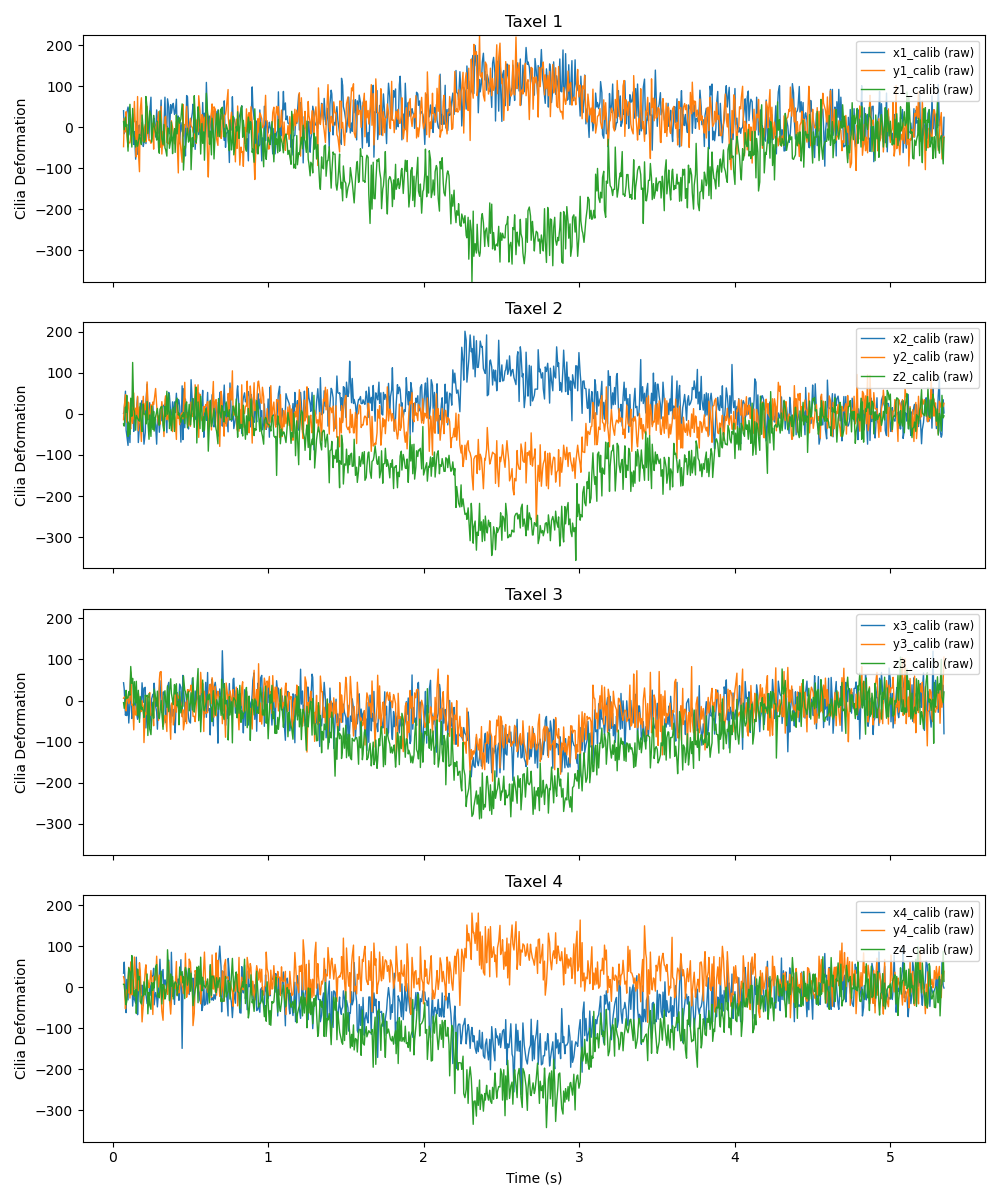 Taxel 1
200
100
0
−100
−200
−300
Cilia Deformation
x1_calib (raw)
y1_calib (raw)
z1_calib (raw)
Taxel 2
200
100
0
−100
−200
−300
Cilia Deformation
x2_calib (raw)
y2_calib (raw)
z2_calib (raw)
Taxel 3
200
100
0
−100
−200
−300
Cilia Deformation
x3_calib (raw)
y3_calib (raw)
z3_calib (raw)
Taxel 4
200
100
0
−100
−200
−300
Cilia Deformation
x4_calib (raw)
y4_calib (raw)
z4_calib (raw)
0 1 2 3 4 5
Time (s)